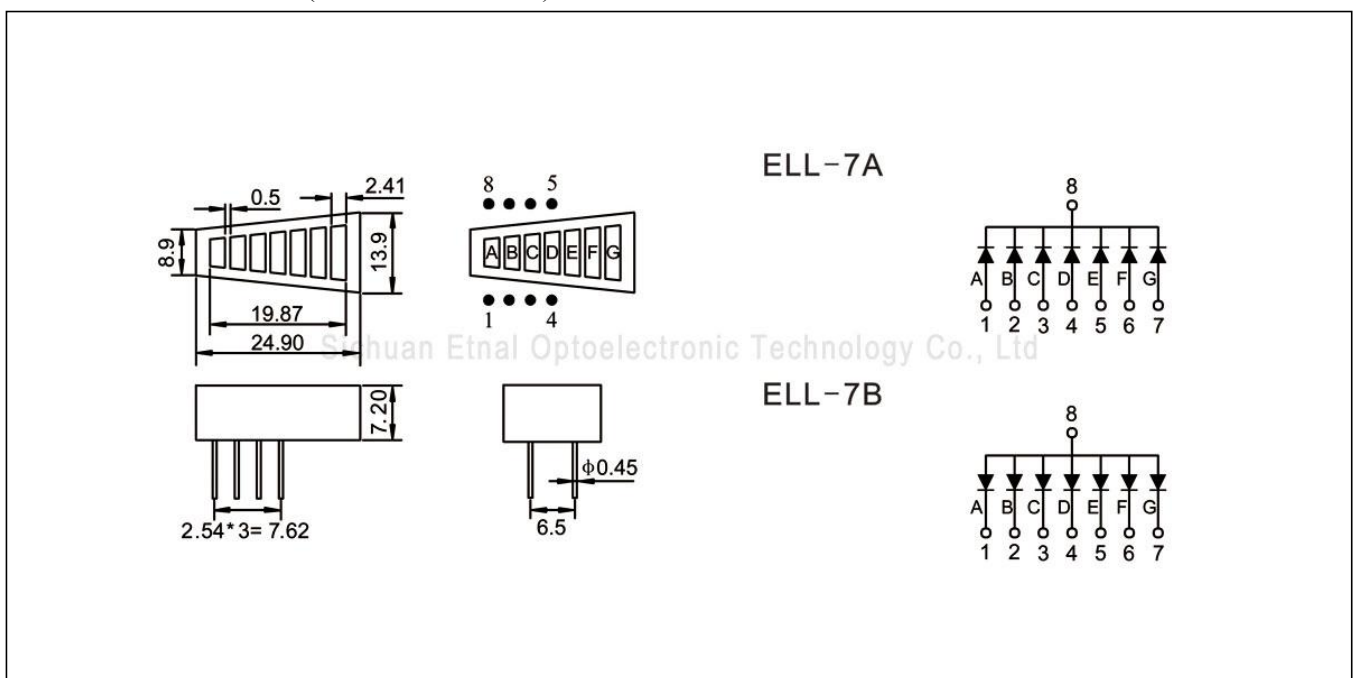 ELL-7A
0.5
2.41
8.9
13.9
19.87
24.90
8 5
A B C D E F G
1 4
8
A B C D E F G
1 2 3 4 5 6 7
Sichuan Etnal Optoelectronic Technology Co., Ltd
ELL-7B
7.20
2.54*3=7.62
ϕ0.45
6.5
8
A B C D E F G
1 2 3 4 5 6 7